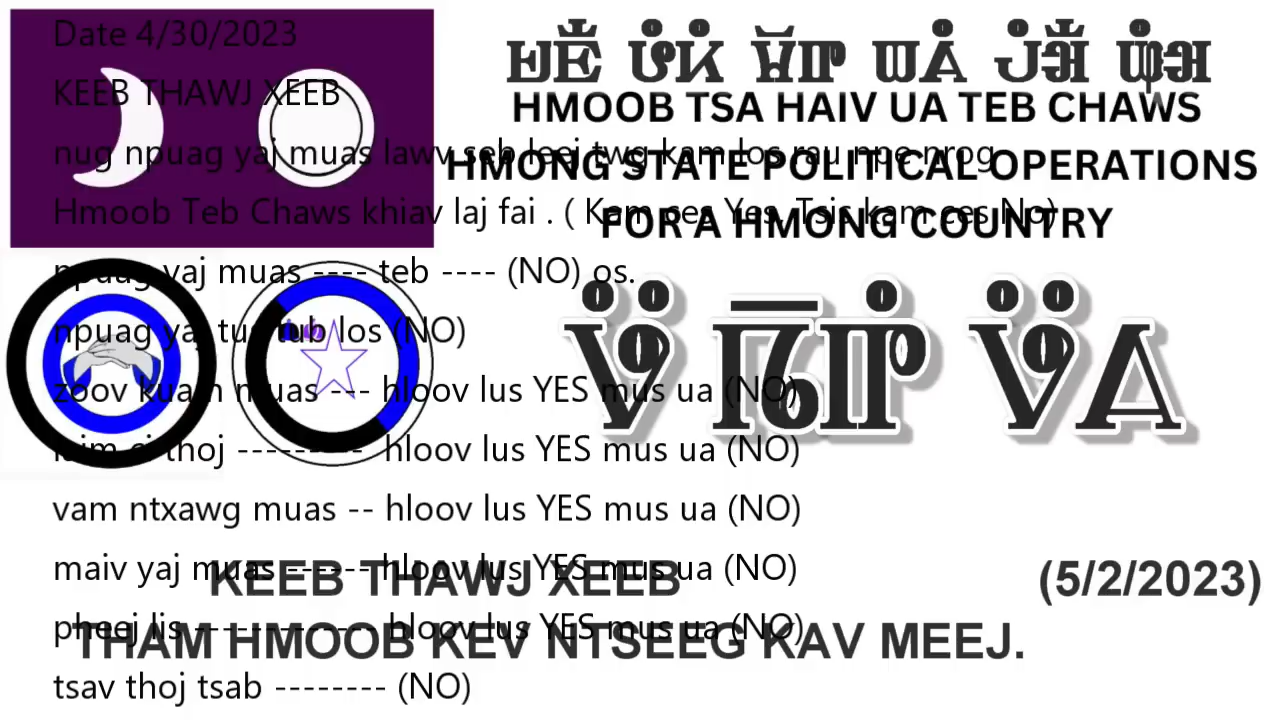 Date 4/30/2023
KEEB THAWJ XEEB
HMOOB TSA HAIV UA TEB CHAWS
nug npuag yaj muas lawv seb leej twg kam los rau npe nrog
HMONG STATE POLITICAL OPERATIONS
Hmoob Teb Chaws khiav laj fai . ( Kam ces Yes, Tsis kam ces No)
FOR A HMONG COUNTRY
npuag yaj muas ---- teb ---- (NO) os.
npuag yaj tub los (NO)
zoov kuam muas --- hloov lus YES mus ua (NO)
thoj --------- hloov lus YES mus ua (NO)
vam ntxawg muas -- hloov lus YES mus ua (NO)
maiv yaj muas ------ hloov lus YES mus ua (NO)
KEEB THAWJ XEEB (5/2/2023)
pheej lis ------------- hloov lus YES mus ua (NO)
THAM HMOOB KEV NTSEEG KAV MEEJ.
tsav thoj tsab -------- (NO)